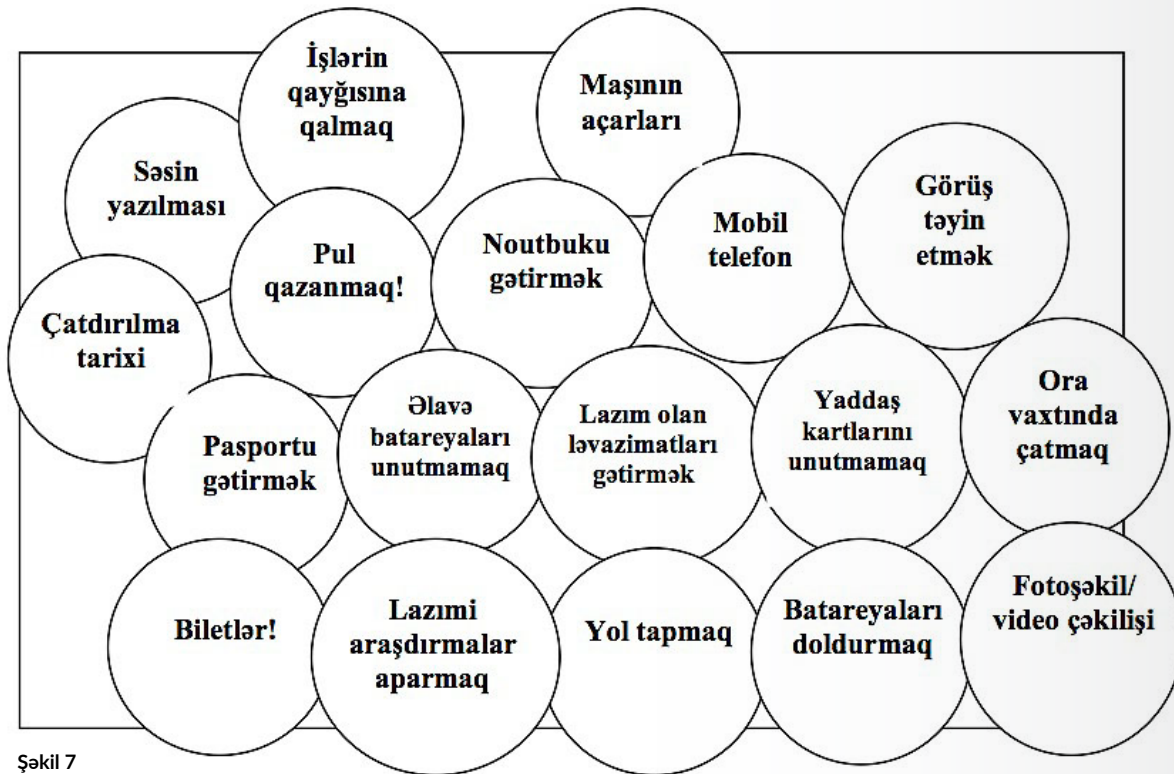 İşlərin
qayğısına
qalmaq
Maşının
açarları
Səsin
yazılması
Görüş
təyin
etmək
Mobil
telefon
Noutbuku
gətirmək
Pul
qazanmaq!
Çatdırılma
tarixi
Pasportu
gətirmək
Əlavə
batareyaları
unutmamaq
Lazım olan
ləvazimatları
gətirmək
Yaddaş
kartlarını
unutmamaq
Ora
vaxtında
çatmaq
Biletlər!
Lazımi
araşdırmalar
aparmaq
Yol tapmaq
Batareyaları
doldurmaq
Fotoşəkil/
video çəkilişi
Şəkil 7